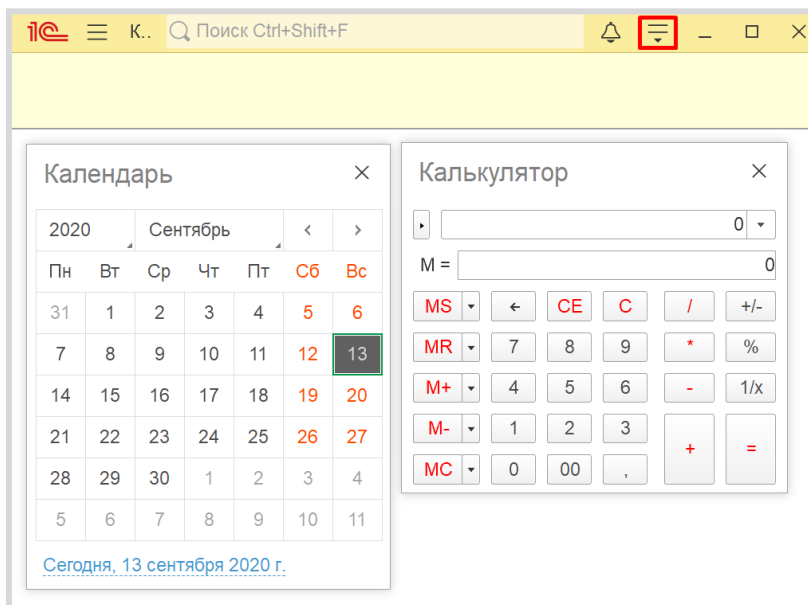 1С К.. Поиск Ctrl+Shift+F
Календарь
2020 Сентябрь < >
Пн Вт Ср Чт Пт Сб Вс
31 1 2 3 4 5 6
7 8 9 10 11 12 13
14 15 16 17 18 19 20
21 22 23 24 25 26 27
28 29 30 1 2 3 4
5 6 7 8 9 10 11
Сегодня, 13 сентября 2020 г.
Калькулятор
0
M = 0
MS ← CE C / +/-
MR 7 8 9 * %
M+ 4 5 6 - 1/x
M- 1 2 3 + =
MC 0 00 ,